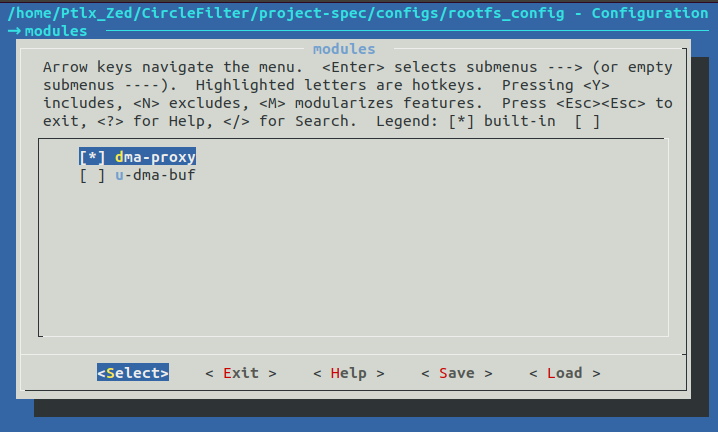 /home/Ptlx_Zed/CircleFilter/project-spec/configs/rootfs_config - Configuration
→ modules
modules
Arrow keys navigate the menu.  <Enter> selects submenus ---> (or empty
submenus ----).  Highlighted letters are hotkeys.  Pressing <Y>
includes, <N> excludes, <M> modularizes features.  Press <Esc><Esc> to
exit, <?> for Help, </> for Search.  Legend: [*] built-in  [ ]
[*] dma-proxy
[ ] u-dma-buf
<Select>    < Exit >    < Help >    < Save >    < Load >